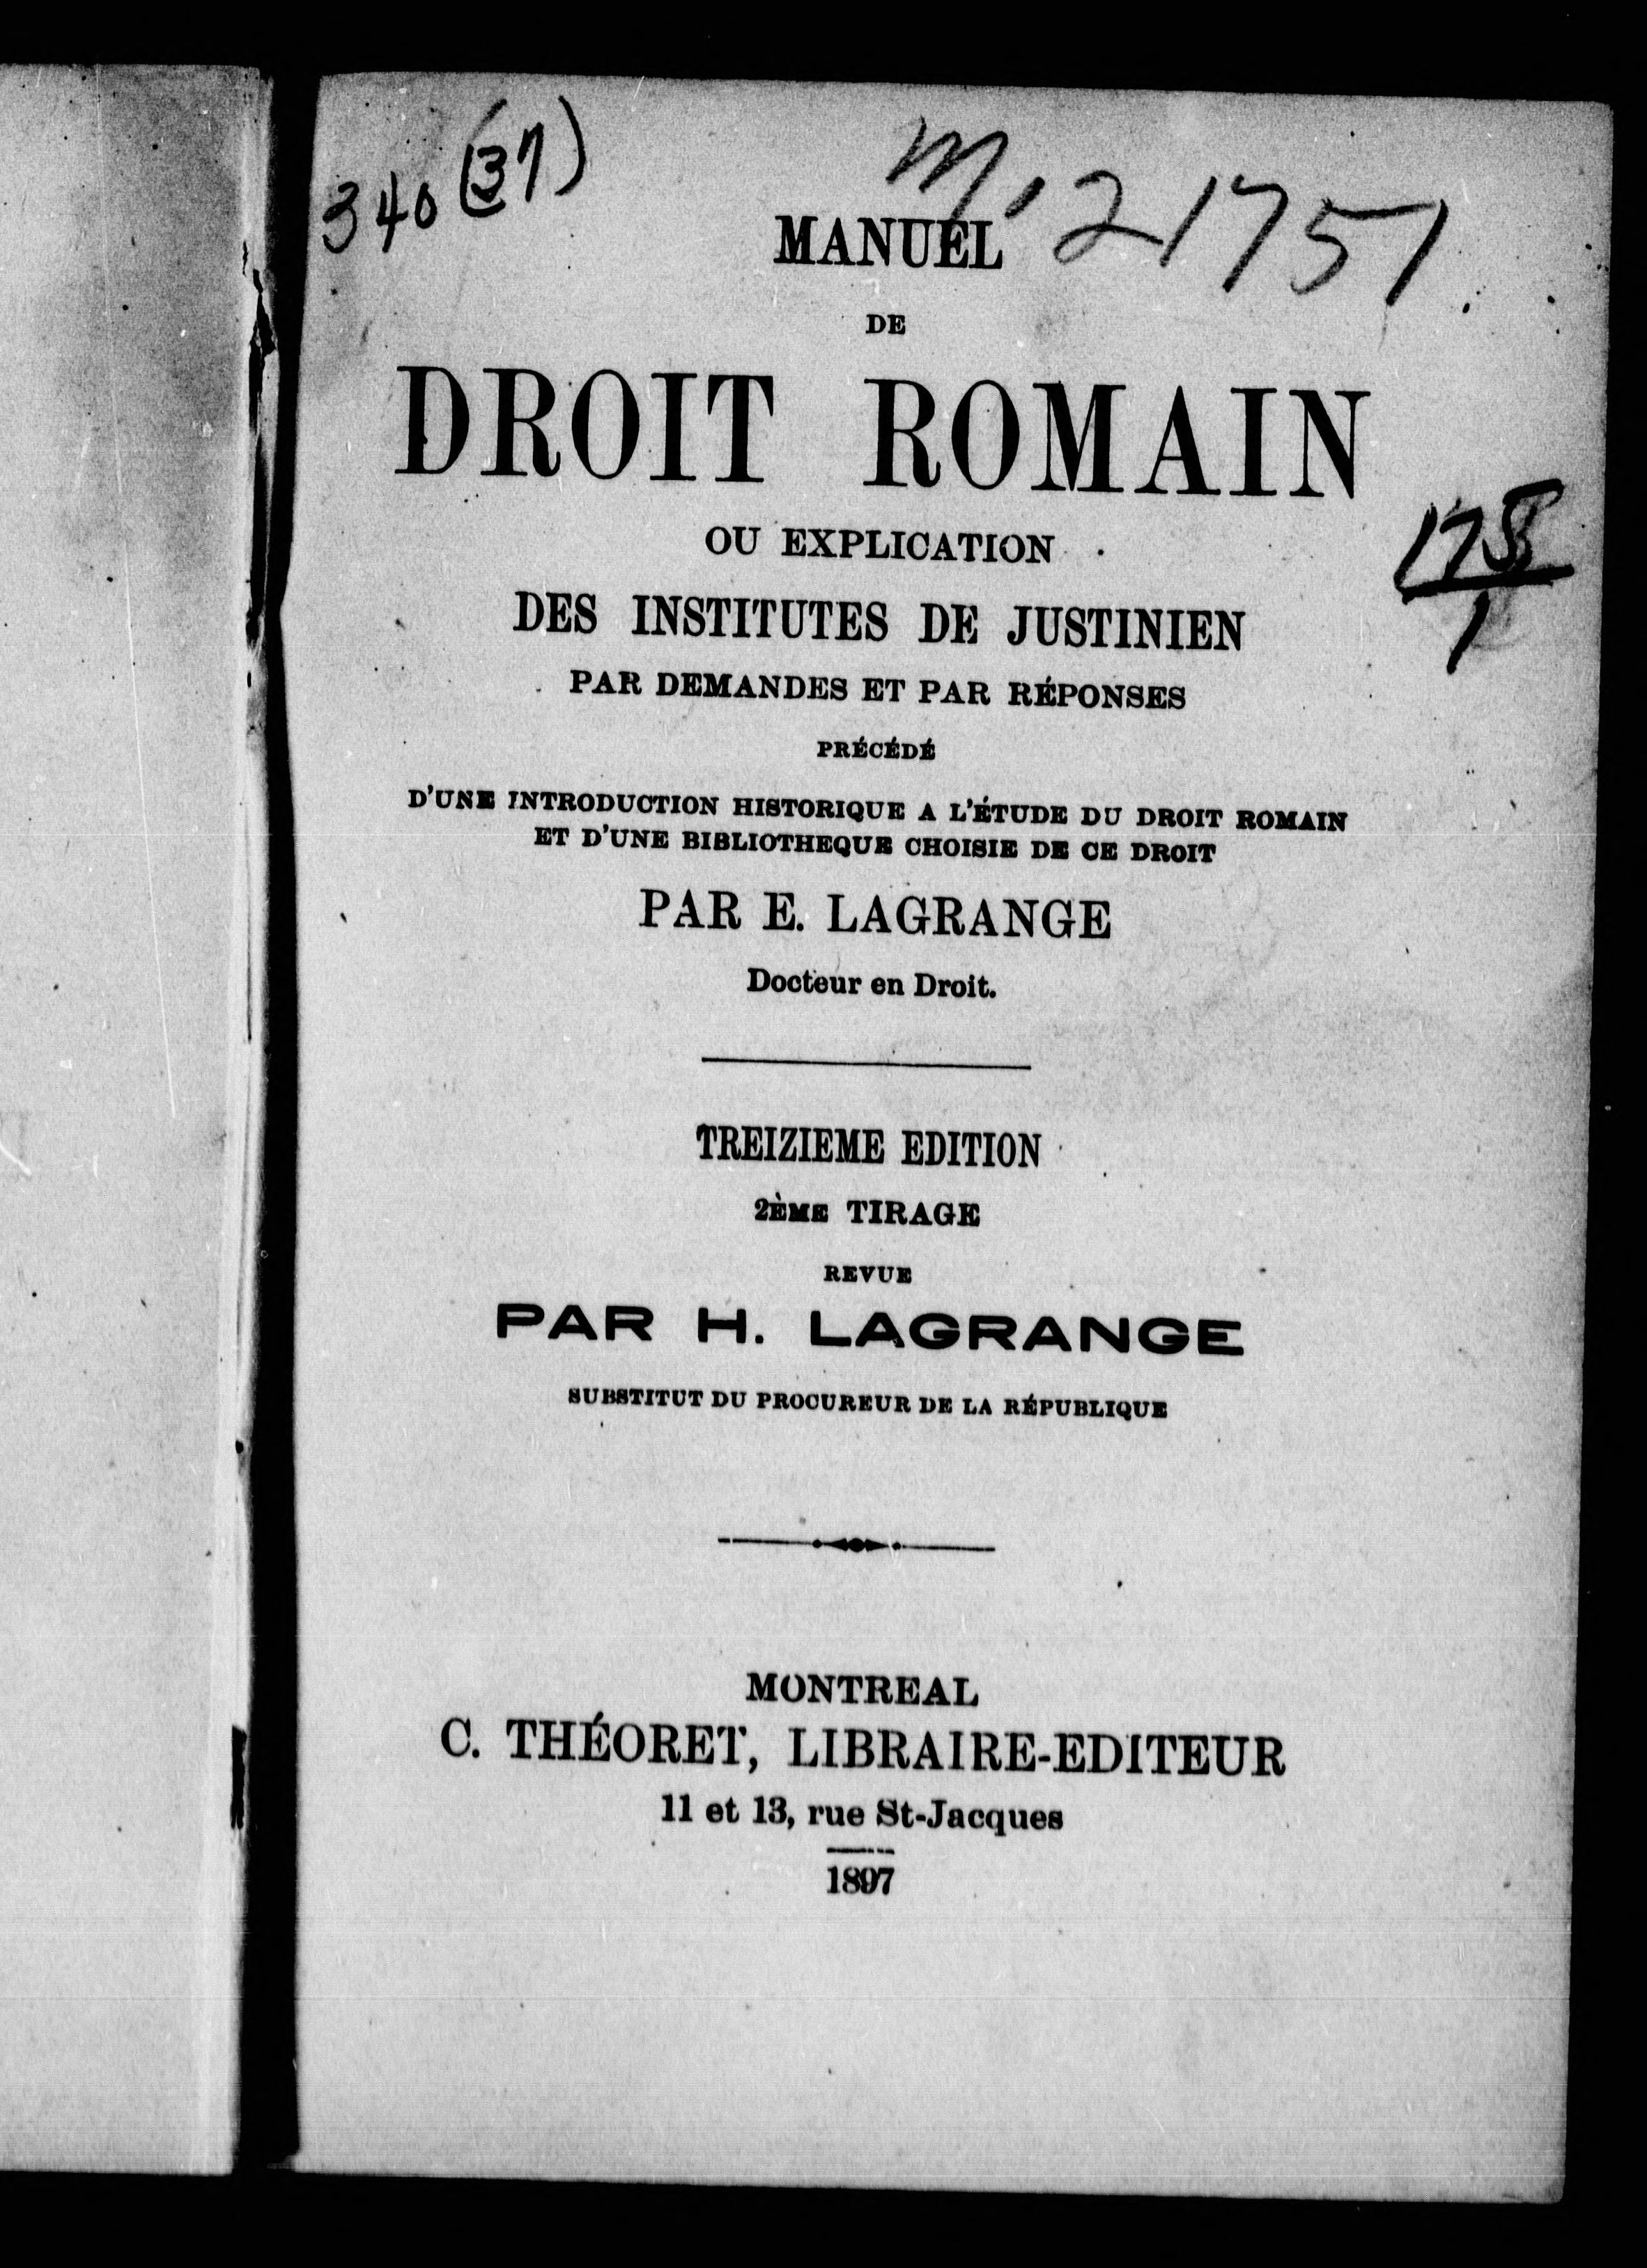 340 (37)
M, 21751
MANUEL
DE
DROIT ROMAIN
OU EXPLICATION
DES INSTITUTES DE JUSTINIEN
PAR DEMANDES ET PAR RÉPONSES
PRÉCÉDÉ
D'UNE INTRODUCTION HISTORIQUE A L'ÉTUDE DU DROIT ROMAIN
ET D'UNE BIBLIOTHEQUE CHOISIE DE CE DROIT
PAR E. LAGRANGE
Docteur en Droit.
TREIZIEME EDITION
2ÈME TIRAGE
REVUE
PAR H. LAGRANGE
SUBSTITUT DU PROCUREUR DE LA RÉPUBLIQUE
MONTREAL
C. THÉORET, LIBRAIRE-EDITEUR
11 et 13, rue St-Jacques
1897